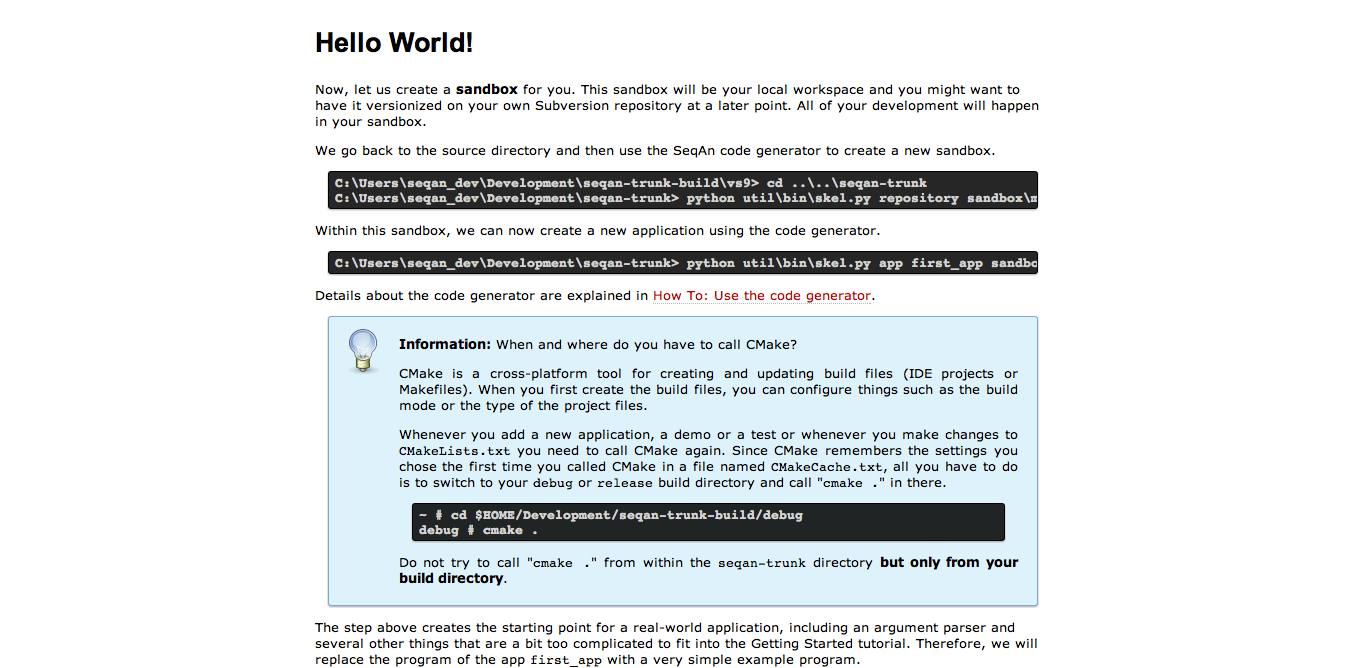 Hello World!
Now, let us create a sandbox for you. This sandbox will be your local workspace and you might want to
have it versionized on your own Subversion repository at a later point. All of your development will happen
in your sandbox.
We go back to the source directory and then use the SeqAn code generator to create a new sandbox.
C:\Users\seqan_dev\Development\seqan-trunk-build\vs9> cd ..\..\seqan-trunk
C:\Users\seqan_dev\Development\seqan-trunk> python util\bin\skel.py repository sandbox\m
Within this sandbox, we can now create a new application using the code generator.
C:\Users\seqan_dev\Development\seqan-trunk> python util\bin\skel.py app first_app sandbo
Details about the code generator are explained in How To: Use the code generator.
Information: When and where do you have to call CMake?
CMake is a cross-platform tool for creating and updating build files (IDE projects or
Makefiles). When you first create the build files, you can configure things such as the build
mode or the type of the project files.
Whenever you add a new application, a demo or a test or whenever you make changes to
CMakeLists.txt you need to call CMake again. Since CMake remembers the settings you
chose the first time you called CMake in a file named CMakeCache.txt, all you have to do
is to switch to your debug or release build directory and call "cmake ." in there.
~ # cd $HOME/Development/seqan-trunk-build/debug
debug # cmake .
Do not try to call "cmake ." from within the seqan-trunk directory but only from your
build directory.
The step above creates the starting point for a real-world application, including an argument parser and
several other things that are a bit too complicated to fit into the Getting Started tutorial. Therefore, we will
replace the program of the app first_app with a very simple example program.